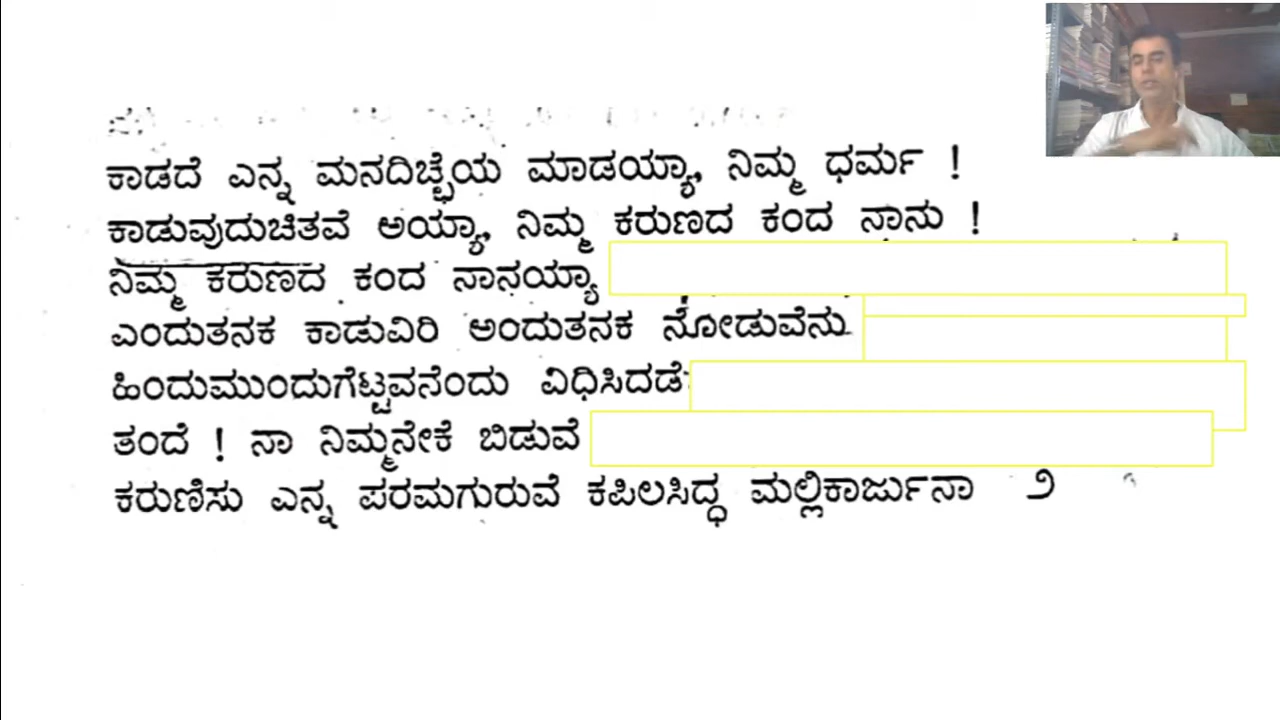 ಕಾಡದೆ ಎನ್ನ ಮನದಿಚ್ಛೆಯ ಮಾಡಯ್ಯಾ, ನಿಮ್ಮ ಧರ್ಮ !
ಕಾಡುವುದುಚಿತವೆ ಅಯ್ಯಾ, ನಿಮ್ಮ ಕರುಣದ ಕಂದ ನಾನು !
ನಿಮ್ಮ ಕರುಣದ ಕಂದ ನಾನಯ್ಯಾ
ಎಂದುತನಕ ಕಾಡುವಿರಿ ಅಂದುತನಕ ನೋಡುವೆನು
ಹಿಂದುಮುಂದುಗೆಟ್ಟವನೆಂದು ವಿಧಿಸಿದಡೆ
ತಂದೆ ! ನಾ ನಿಮ್ಮನೇಕೆ ಬಿಡುವೆ
ಕರುಣಿಸು ಎನ್ನ ಪರಮಗುರುವೆ ಕಪಿಲಸಿದ್ಧ ಮಲ್ಲಿಕಾರ್ಜುನಾ ೨